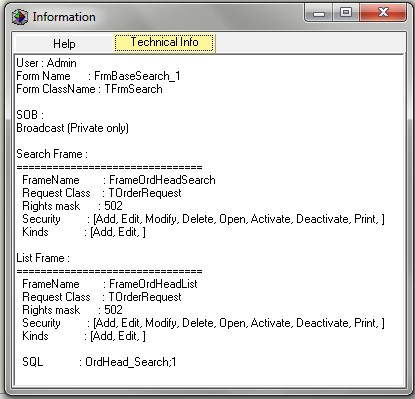 Information
Help Technical Info
User : Admin
Form Name : FrmBaseSearch_1
Form ClassName : TFrmSearch
SOB :
Broadcast (Private only)
Search Frame :
===============================
FrameName : FrameOrdHeadSearch
Request Class : TOrderRequest
Rights mask : 502
Security : [Add, Edit, Modify, Delete, Open, Activate, Deactivate, Print, ]
Kinds : [Add, Edit, ]
List Frame :
===============================
FrameName : FrameOrdHeadList
Request Class : TOrderRequest
Rights mask : 502
Security : [Add, Edit, Modify, Delete, Open, Activate, Deactivate, Print, ]
Kinds : [Add, Edit, ]
SQL : OrdHead_Search;1